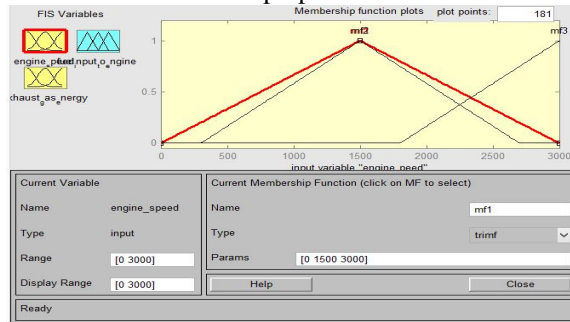 FIS Variables
Membership function plots
plot points:
181
mf2
mf3
engine_speed
exhaust_gas_energy
1
0.5
0
0 500 1000 1500 2000 2500 3000
input variable "engine_peed"
Current Variable
Current Membership Function (click on MF to select)
Name engine_speed
Name mf1
Type input
Type trimf
Range [0 3000]
Params [0 1500 3000]
Display Range [0 3000]
Help
Close
Ready